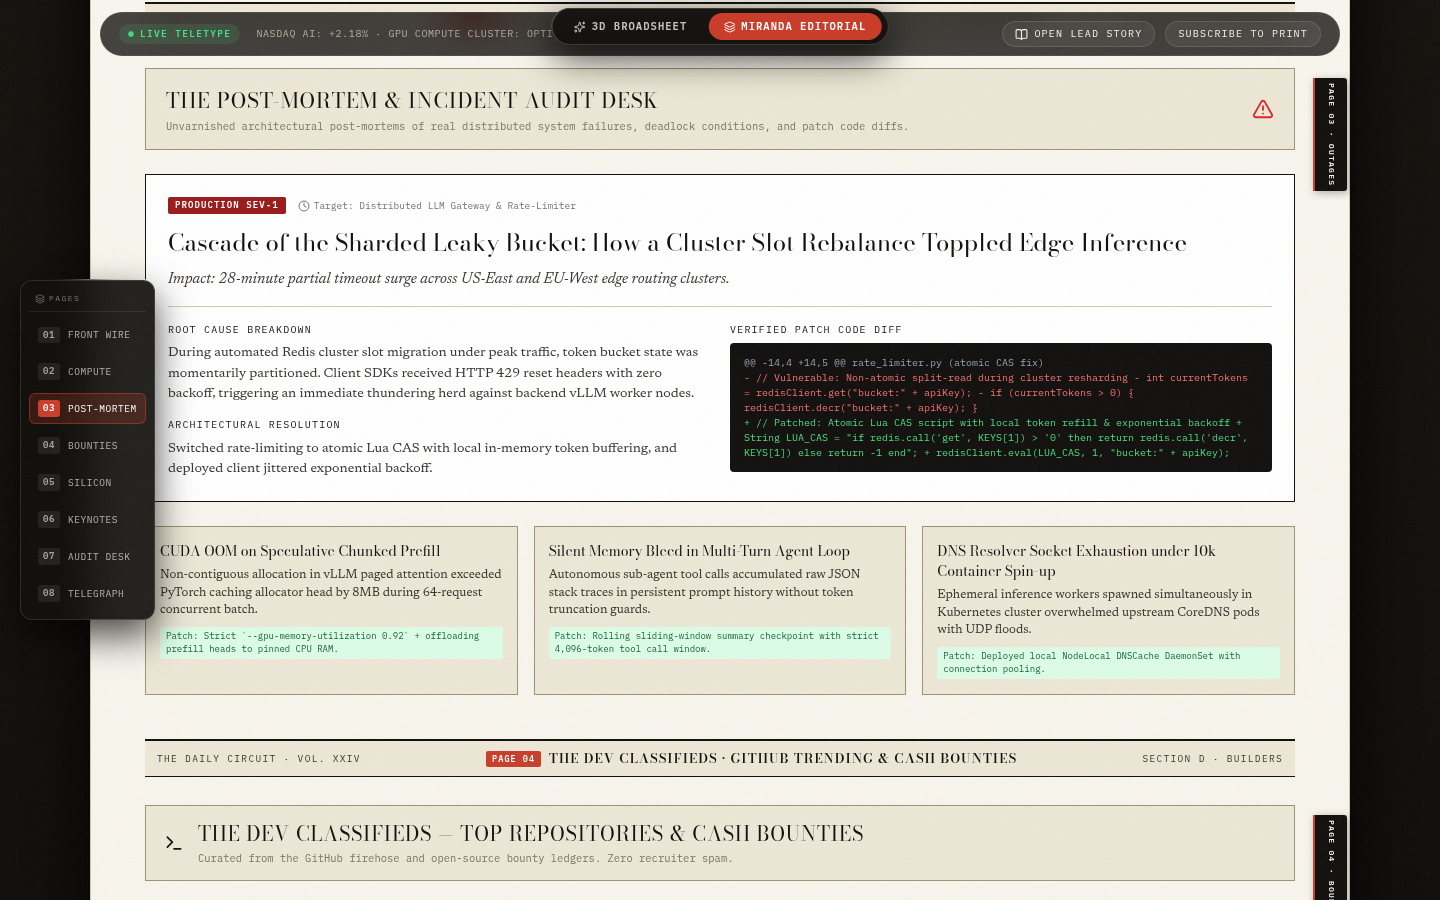 LIVE TELETYPE
NASDAQ AI: +2.18% · GPU COMPUTE CLUSTER: OPTI
3D BROADSHEET
MIRANDA EDITORIAL
OPEN LEAD STORY
SUBSCRIBE TO PRINT
THE POST-MORTEM & INCIDENT AUDIT DESK
Unvarnished architectural post-mortems of real distributed system failures, deadlock conditions, and patch code diffs.
PAGE 03 · OUTAGES
PRODUCTION SEV-1
Target: Distributed LLM Gateway & Rate-Limiter
Cascade of the Sharded Leaky Bucket: How a Cluster Slot Rebalance Toppled Edge Inference
Impact: 28-minute partial timeout surge across US-East and EU-West edge routing clusters.
ROOT CAUSE BREAKDOWN
During automated Redis cluster slot migration under peak traffic, token bucket state was
momentarily partitioned. Client SDKs received HTTP 429 reset headers with zero
backoff, triggering an immediate thundering herd against backend vLLM worker nodes.
ARCHITECTURAL RESOLUTION
Switched rate-limiting to atomic Lua CAS with local in-memory token buffering, and
deployed client jittered exponential backoff.
VERIFIED PATCH CODE DIFF
@@ -14,4 +14,5 @@ rate_limiter.py (atomic CAS fix)
- // Vulnerable: Non-atomic split-read during cluster resharding - int currentTokens
= redisClient.get("bucket:" + apiKey); - if (currentTokens > 0) {
redisClient.decr("bucket:" + apiKey); }
+ // Patched: Atomic Lua CAS script with local token refill & exponential backoff +
String LUA_CAS = "if redis.call('get', KEYS[1]) > '0' then return redis.call('decr',
KEYS[1]) else return -1 end"; + redisClient.eval(LUA_CAS, 1, "bucket:" + apiKey);
PAGES
01 FRONT WIRE
02 COMPUTE
03 POST-MORTEM
04 BOUNTIES
05 SILICON
06 KEYNOTES
07 AUDIT DESK
08 TELEGRAPH
CUDA OOM on Speculative Chunked Prefill
Non-contiguous allocation in vLLM paged attention exceeded
PyTorch caching allocator head by 8MB during 64-request
concurrent batch.
Patch: Strict `--gpu-memory-utilization 0.92` + offloading
prefill heads to pinned CPU RAM.
Silent Memory Bleed in Multi-Turn Agent Loop
Autonomous sub-agent tool calls accumulated raw JSON
stack traces in persistent prompt history without token
truncation guards.
Patch: Rolling sliding-window summary checkpoint with strict
4,096-token tool call window.
DNS Resolver Socket Exhaustion under 10k
Container Spin-up
Ephemeral inference workers spawned simultaneously in
Kubernetes cluster overwhelmed upstream CoreDNS pods
with UDP floods.
Patch: Deployed local NodeLocal DNSCache DaemonSet with
connection pooling.
THE DAILY CIRCUIT · VOL. XXIV
PAGE 04
THE DEV CLASSIFIEDS · GITHUB TRENDING & CASH BOUNTIES
SECTION D · BUILDERS
THE DEV CLASSIFIEDS — TOP REPOSITORIES & CASH BOUNTIES
Curated from the GitHub firehose and open-source bounty ledgers. Zero recruiter spam.
PAGE 04 · BOU